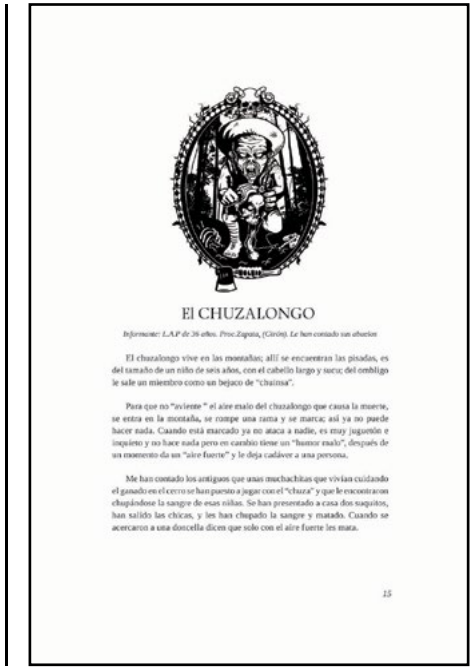 El CHUZALONGO
Informante: L.A.P de 36 años. Proc.Zapata, (Girón). Le han contado sus abuelos
El chuzalongo vive en las montañas; allí se encuentran las pisadas, es
del tamaño de un niño de seis años, con el cabello largo y sucu; del ombligo
le sale un miembro como un bejuco de “chuinsa”.
Para que no “aviente ” el aire malo del chuzalongo que causa la muerte,
se entra en la montaña, se rompe una rama y se marca; así ya no puede
hacer nada. Cuando está marcado ya no ataca a nadie, es muy juguetón e
inquieto y no hace nada pero en cambio tiene un “humor malo”, después de
un momento da un “aire fuerte” y le deja cadáver a una persona.
Me han contado los antiguos que unas muchachitas que vivían cuidando
el ganado en el cerro se han puesto a jugar con el “chuza” y que le encontraron
chupándose la sangre de esas niñas. Se han presentado a casa dos suquitos,
han salido las chicas, y les han chupado la sangre y matado. Cuando se
acercaron a una doncella dicen que solo con el aire fuerte les mata.
15